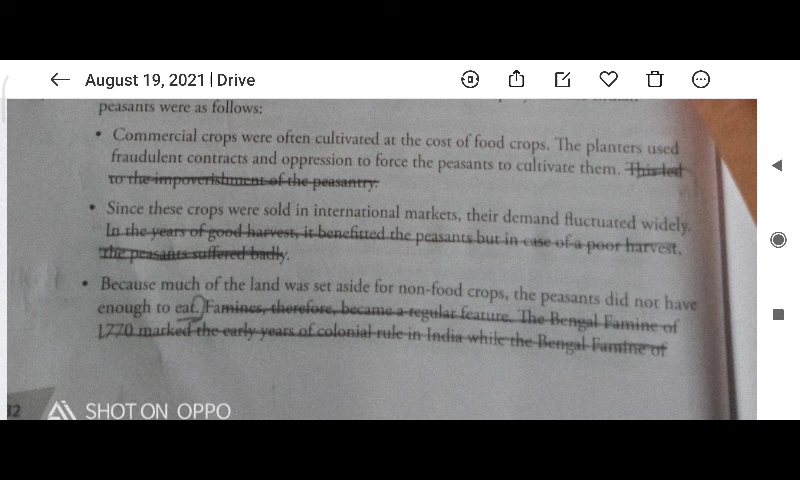 August 19, 2021 | Drive
peasants were as follows:
• Commercial crops were often cultivated at the cost of food crops. The planters used
fraudulent contracts and oppression to force the peasants to cultivate them. This led
to the impoverishment of the peasantry.
• Since these crops were sold in international markets, their demand fluctuated widely.
In the years of good harvest, it benefitted the peasants but in case of a poor harvest,
the peasants suffered badly.
• Because much of the land was set aside for non-food crops, the peasants did not have
enough to eat. Famines, therefore, became a regular feature. The Bengal Famine of
1770 marked the early years of colonial rule in India while the Bengal Famine of
32
SHOT ON OPPO